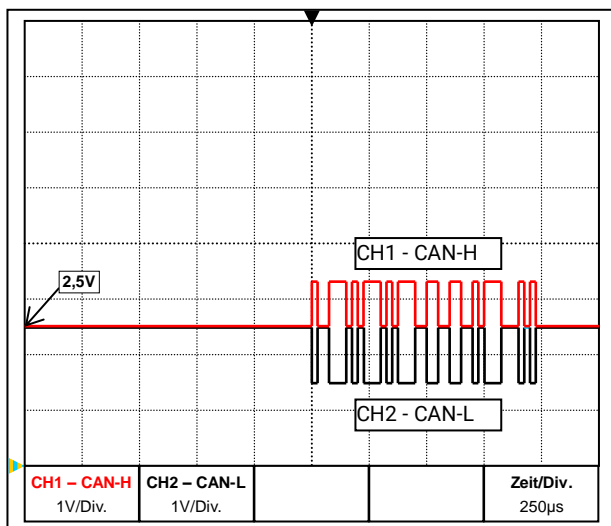 CH1 - CAN-H
2,5V
CH2 - CAN-L
CH1 – CAN-H
1V/Div.
CH2 – CAN-L
1V/Div.
Zeit/Div.
250µs